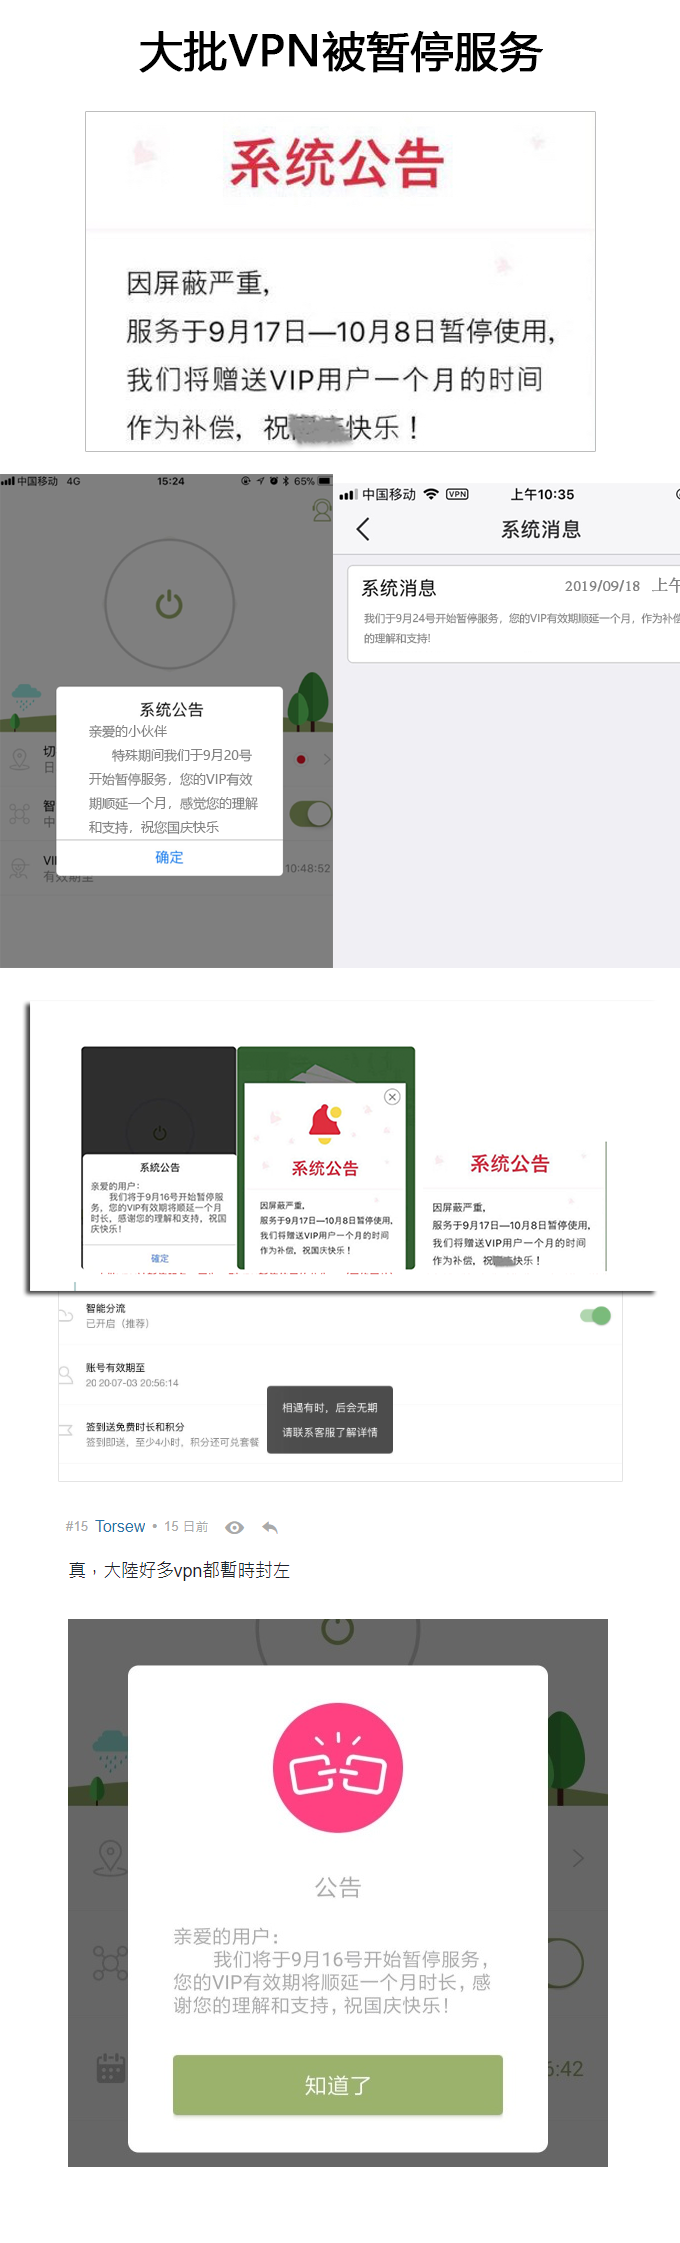 大批VPN被暂停服务
系统公告
因屏蔽严重，
服务于9月17日—10月8日暂停使用，
我们将赠送VIP用户一个月的时间
作为补偿，祝 快乐！
中国移动 4G 15:24 65%
系统公告
亲爱的小伙伴
特殊期间我们于9月20号
开始暂停服务，您的VIP有效
期顺延一个月，感觉您的理解
和支持，祝您国庆快乐
确定
切
日
智
中
VI
有效期至
10:48:52
中国移动 VPN 上午10:35
系统消息
系统消息 2019/09/18 上午
我们于9月24号开始暂停服务，您的VIP有效期顺延一个月，作为补偿
的理解和支持!
系统公告
亲爱的用户：
我们将于9月16号开始暂停服
务，您的VIP有效期将顺延一个月
时长，感谢您的理解和支持，祝国
庆快乐！
確定
系统公告
因屏蔽严重，
服务于9月17日—10月8日暂停使用，
我们将赠送VIP用户一个月的时间
作为补偿，祝国庆快乐！
系统公告
因屏蔽严重，
服务于9月17日—10月8日暂停使用，
我们将赠送VIP用户一个月的时间
作为补偿，祝 快乐！
智能分流
已开启（推荐）
账号有效期至
20 20-07-03 20:56:14
签到送免费时长和积分
签到即送，至少4小时，积分还可兑套餐
相遇有时，后会无期
请联系客服了解详情
#15 Torsew • 15 日前
真，大陸好多vpn都暫時封左
公告
亲爱的用户：
我们将于9月16号开始暂停服务，
您的VIP有效期将顺延一个月时长，感
谢您的理解和支持，祝国庆快乐！
知道了
6:42